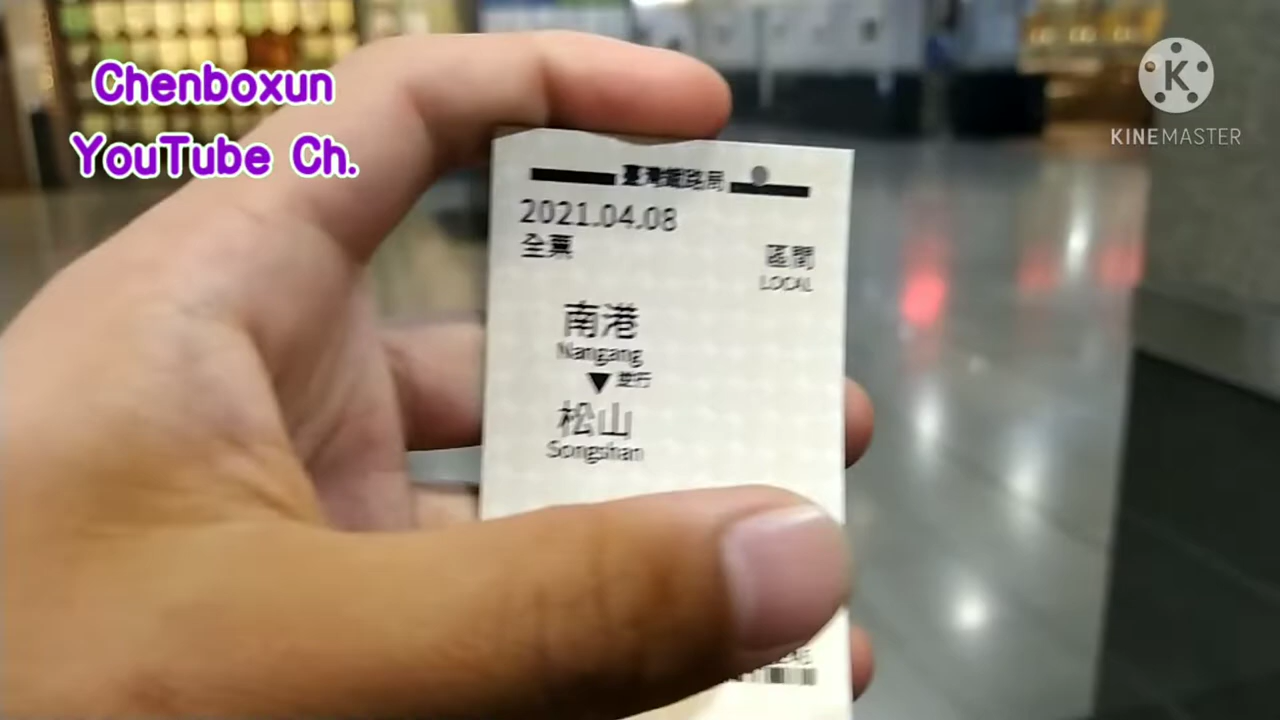 Chenboxun
YouTube Ch.
KINEMASTER
臺灣鐵路局
2021.04.08
全票
區間
LOCAL
南港
Nangang
逆行
松山
Songshan